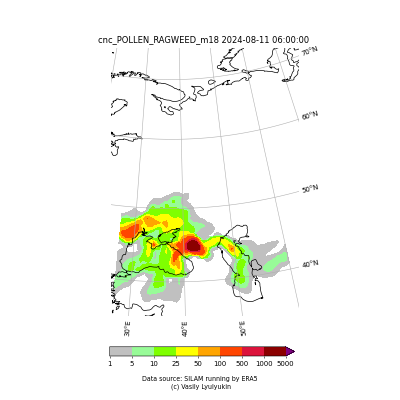 cnc_POLLEN_RAGWEED_m18 2024-08-11 06:00:00
70°N
60°N
50°N
40°N
30°E 40°E 50°E
1 5 10 25 50 100 500 1000 5000
Data source: SILAM running by ERA5
(c) Vasily Lyulyukin